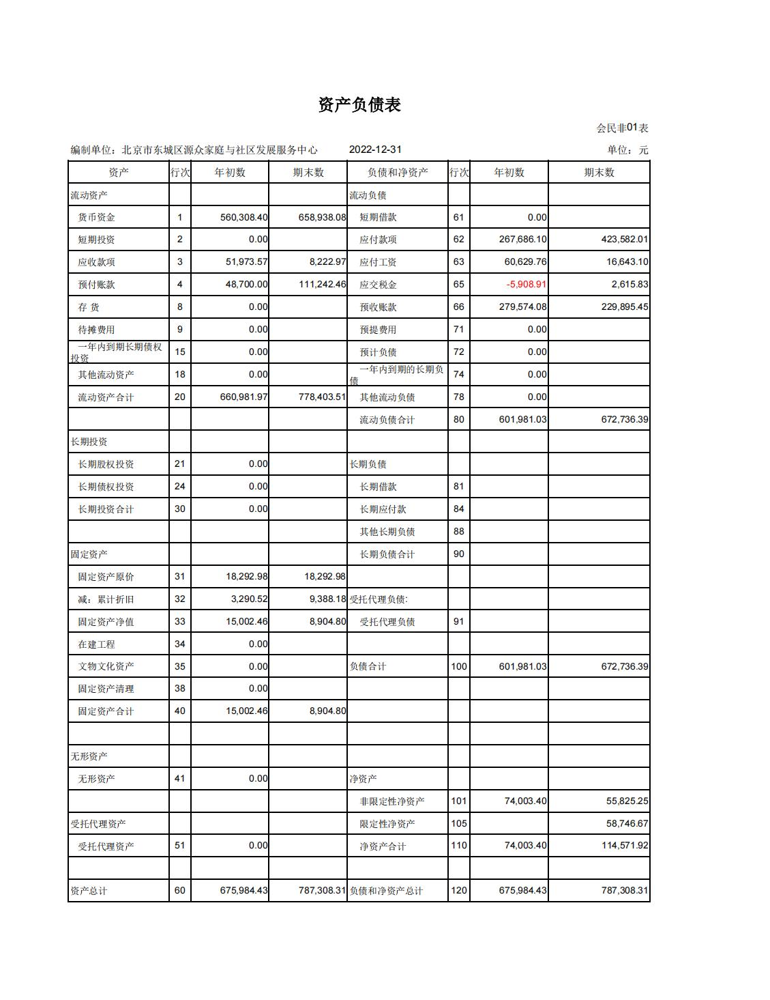 资产负债表
会民非01表
编制单位：北京市东城区源众家庭与社区发展服务中心 2022-12-31 单位：元
资产 行次 年初数 期末数 负债和净资产 行次 年初数 期末数
流动资产 流动负债
货币资金 1 560,308.40 658,938.08 短期借款 61 0.00
短期投资 2 0.00 应付款项 62 267,686.10 423,582.01
应收款项 3 51,973.57 8,222.97 应付工资 63 60,629.76 16,643.10
预付账款 4 48,700.00 111,242.46 应交税金 65 -5,908.91 2,615.83
存 货 8 0.00 预收账款 66 279,574.08 229,895.45
待摊费用 9 0.00 预提费用 71 0.00
一年内到期长期债权投资 15 0.00 预计负债 72 0.00
其他流动资产 18 0.00 一年内到期的长期负债 74 0.00
流动资产合计 20 660,981.97 778,403.51 其他流动负债 78 0.00
流动负债合计 80 601,981.03 672,736.39
长期投资
长期股权投资 21 0.00 长期负债
长期债权投资 24 0.00 长期借款 81
长期投资合计 30 0.00 长期应付款 84
其他长期负债 88
固定资产 长期负债合计 90
固定资产原价 31 18,292.98 18,292.98
减：累计折旧 32 3,290.52 9,388.18 受托代理负债：
固定资产净值 33 15,002.46 8,904.80 受托代理负债 91
在建工程 34 0.00
文物文化资产 35 0.00 负债合计 100 601,981.03 672,736.39
固定资产清理 38 0.00
固定资产合计 40 15,002.46 8,904.80
无形资产
无形资产 41 0.00 净资产
非限定性净资产 101 74,003.40 55,825.25
受托代理资产 限定性净资产 105 58,746.67
受托代理资产 51 0.00 净资产合计 110 74,003.40 114,571.92
资产总计 60 675,984.43 787,308.31 负债和净资产总计 120 675,984.43 787,308.31